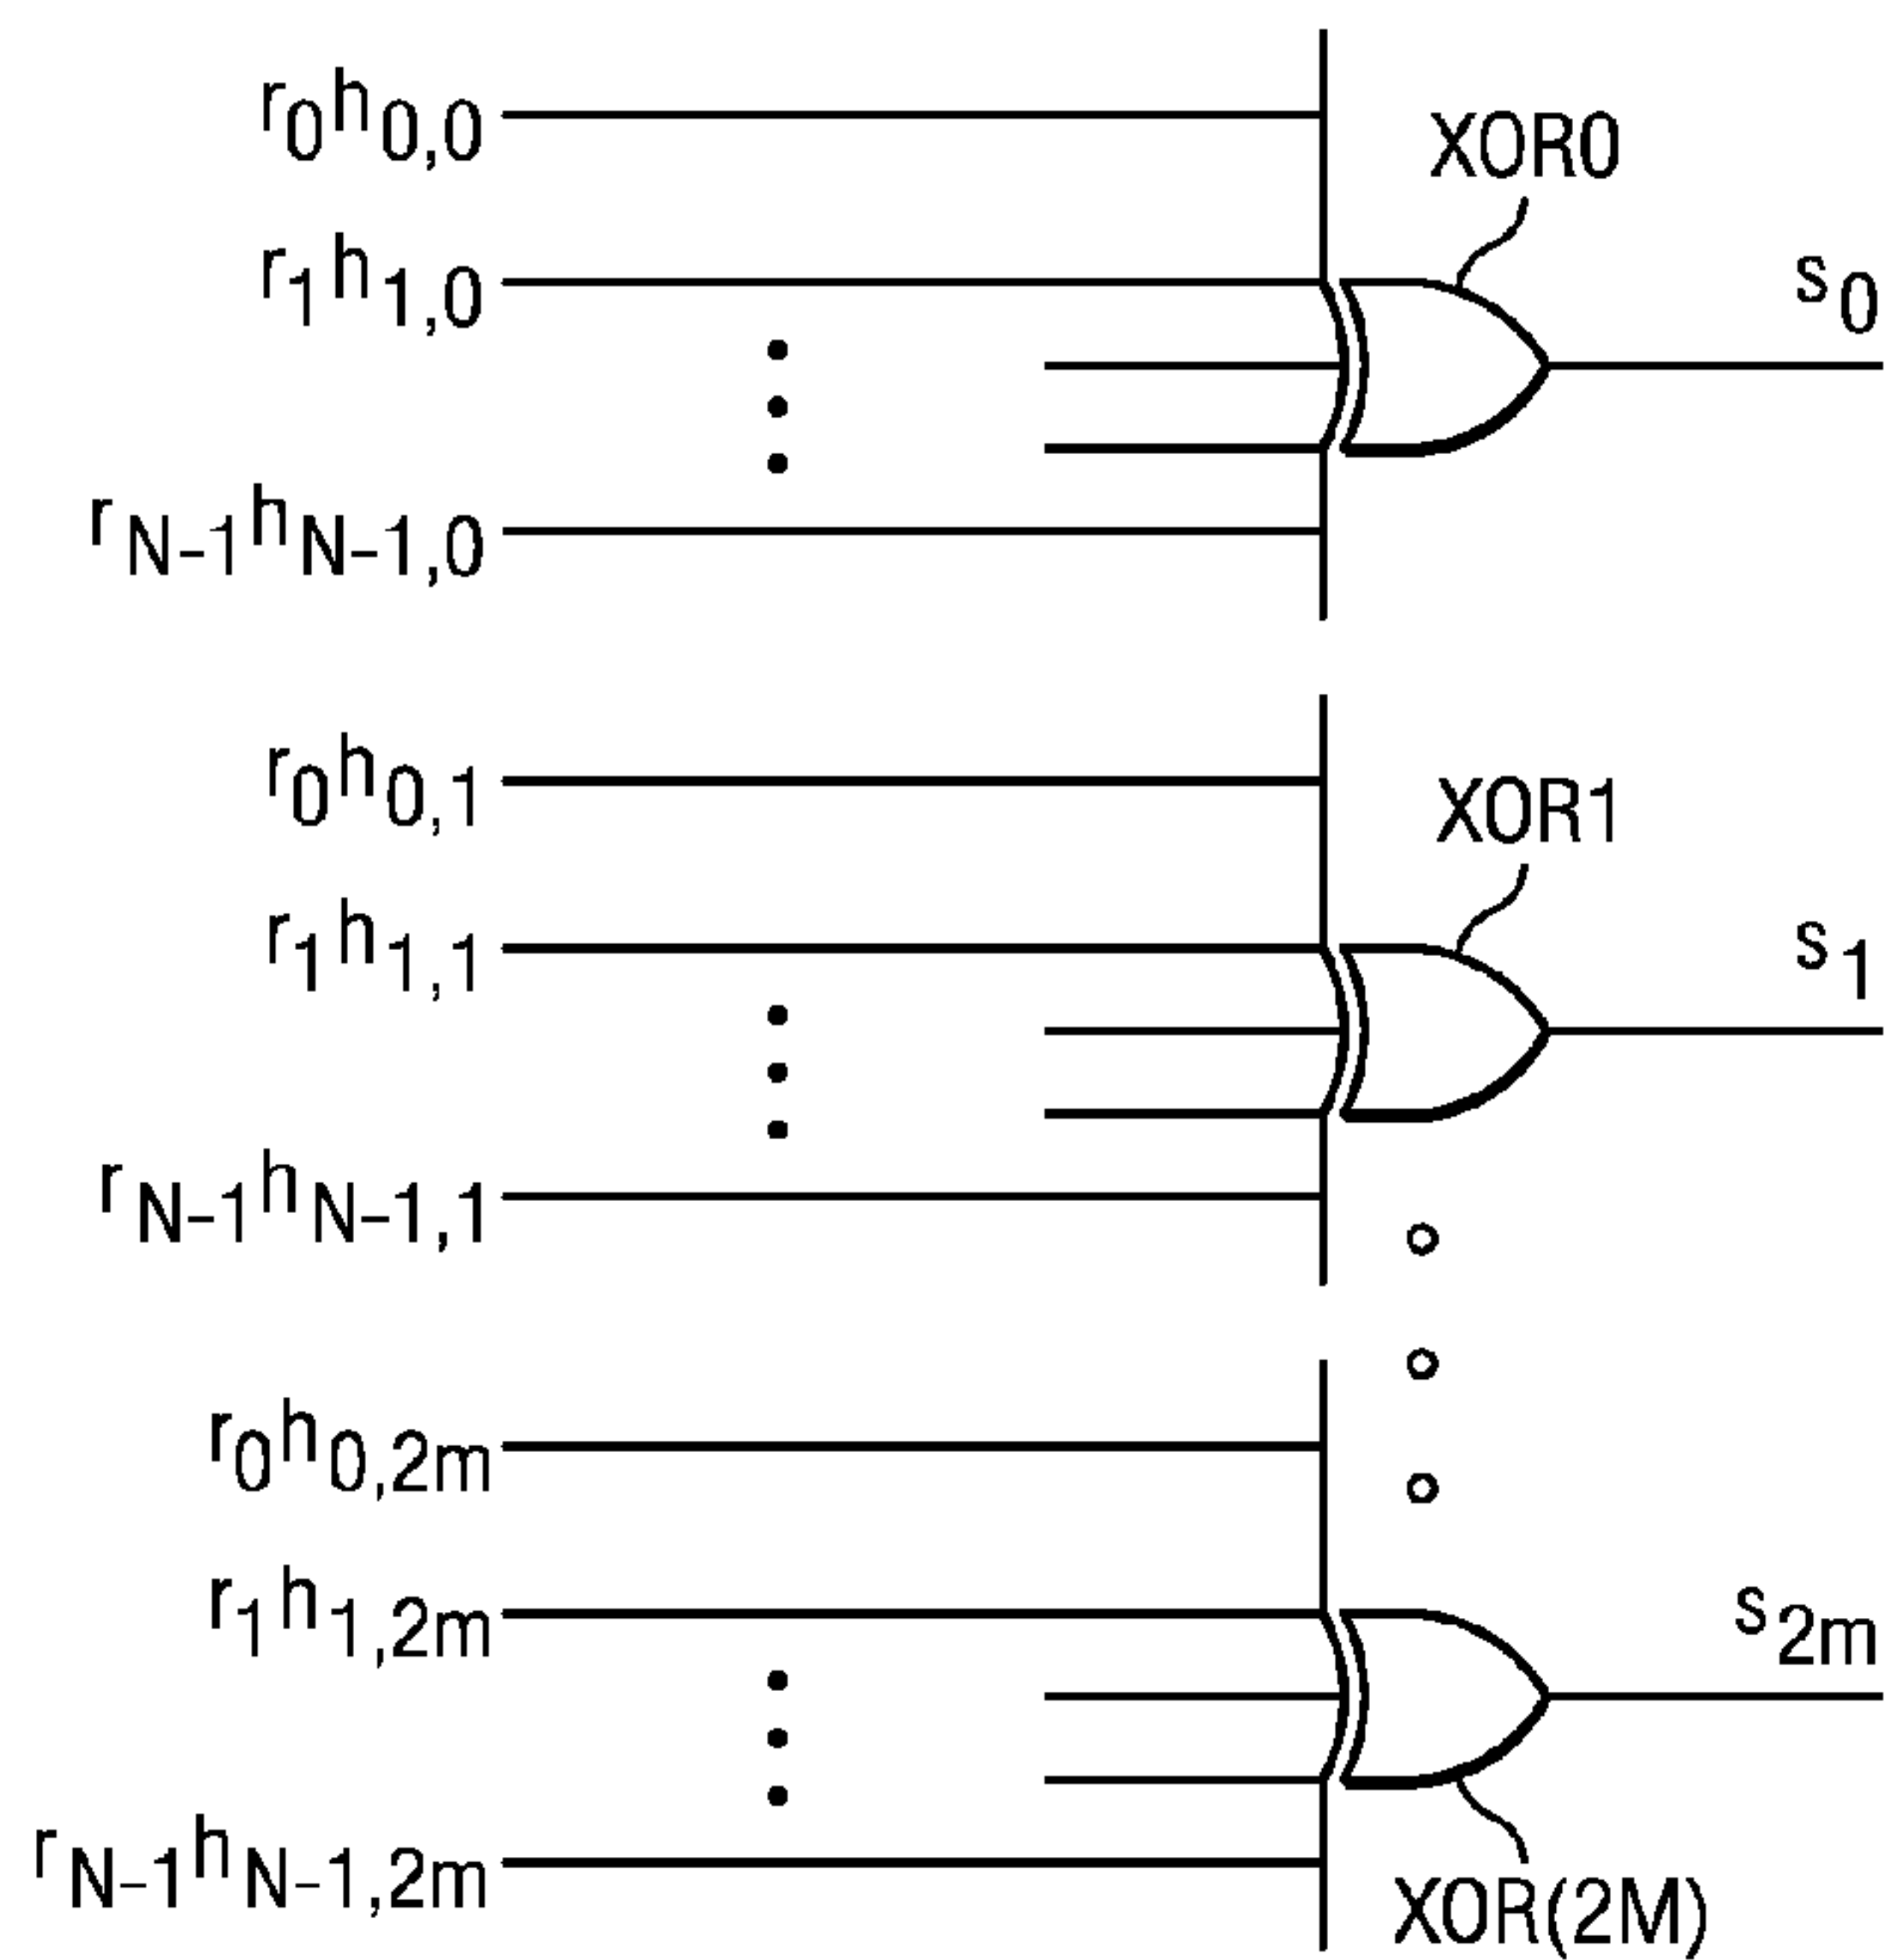 r0h0,0
XOR0
r1h1,0
s0
rN-1hN-1,0
r0h0,1
XOR1
r1h1,1
s1
rN-1hN-1,1
r0h0,2m
r1h1,2m
s2m
rN-1hN-1,2m
XOR(2M)